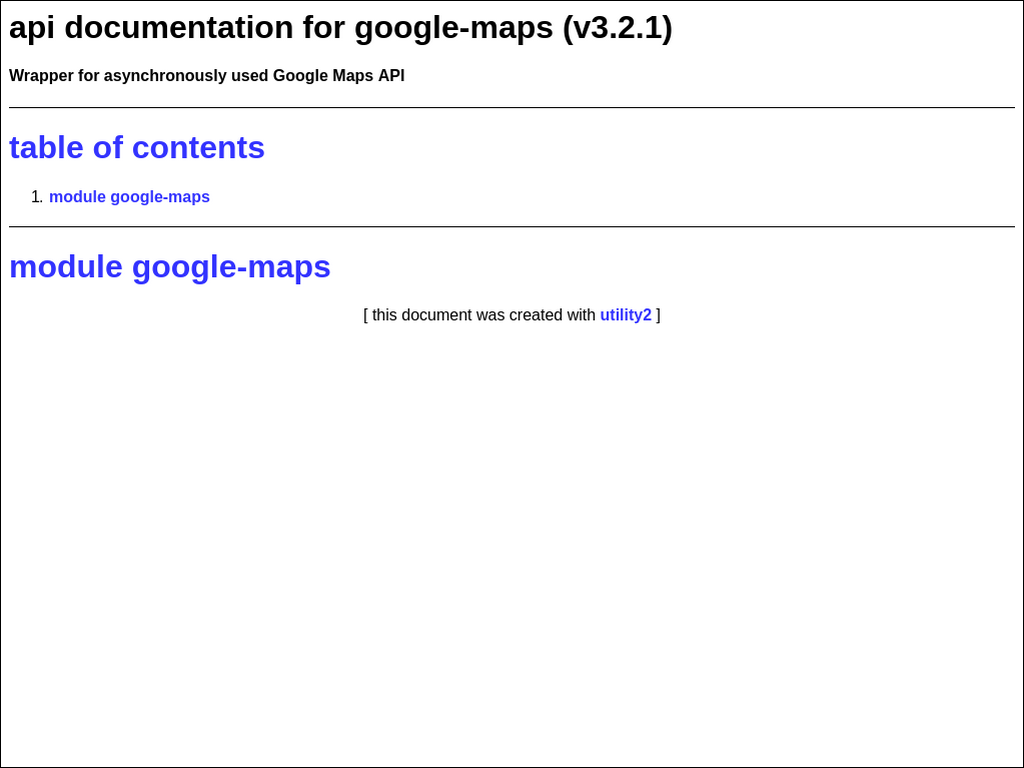 api documentation for google-maps (v3.2.1)
Wrapper for asynchronously used Google Maps API
table of contents
1. module google-maps
module google-maps
[ this document was created with utility2 ]